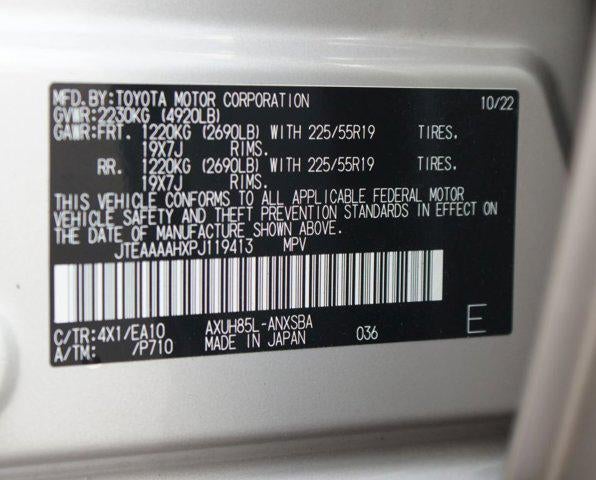 MFD.BY:TOYOTA MOTOR CORPORATION 10/22
GVWR:2230KG (4920LB)
GAWR:FRT. 1220KG (2690LB) WITH 225/55R19 TIRES.
19X7J RIMS.
RR. 1220KG (2690LB) WITH 225/55R19 TIRES.
19X7J RIMS.
THIS VEHICLE CONFORMS TO ALL APPLICABLE FEDERAL MOTOR
VEHICLE SAFETY AND THEFT PREVENTION STANDARDS IN EFFECT ON
THE DATE OF MANUFACTURE SHOWN ABOVE.
JTEAAAAHXPJ119413 MPV
C/TR:4X1/EA10 AXUH85L-ANXSBA
A/TM: /P710 MADE IN JAPAN 036 E